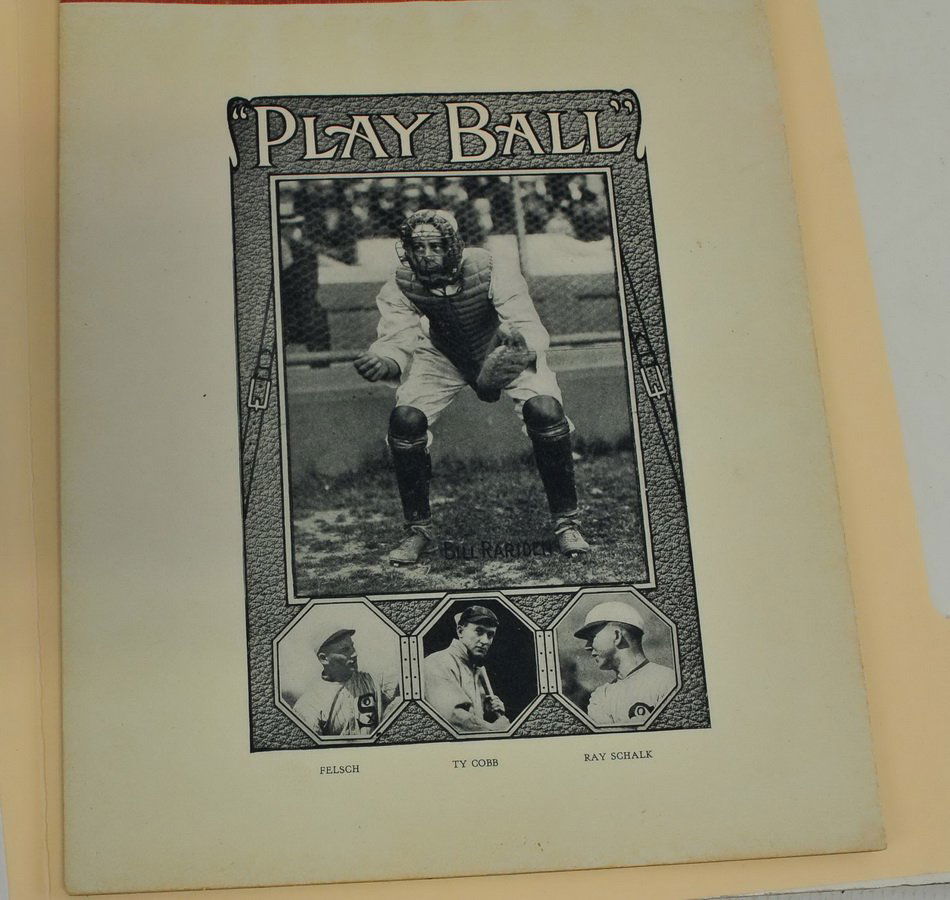 "PLAY BALL"
BILL RARIDEN
FELSCH
TY COBB
RAY SCHALK